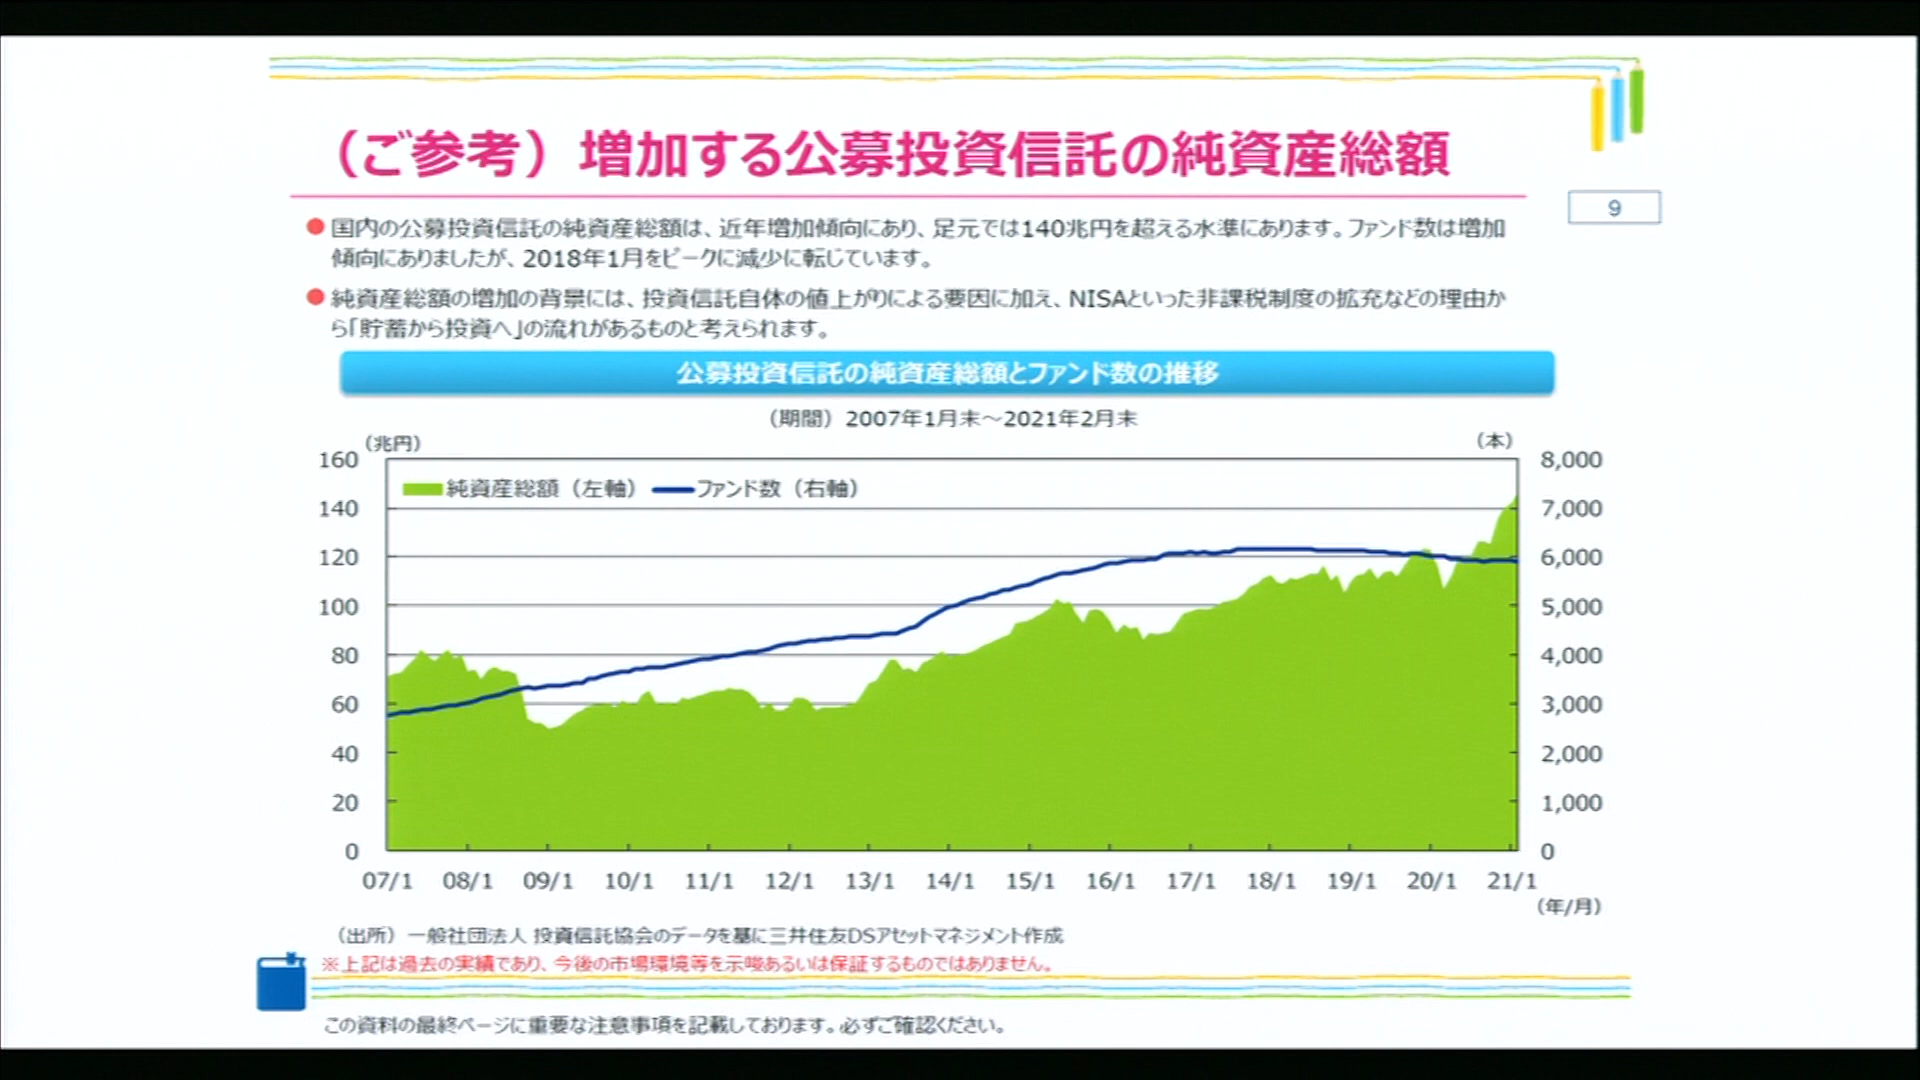 （ご参考）増加する公募投資信託の純資産総額
9
●国内の公募投資信託の純資産総額は、近年増加傾向にあり、足元では140兆円を超える水準にあります。ファンド数は増加
傾向にありましたが、2018年1月をピークに減少に転じています。
●純資産総額の増加の背景には、投資信託自体の値上がりによる要因に加え、NISAといった非課税制度の拡充などの理由か
ら「貯蓄から投資へ」の流れがあるものと考えられます。
公募投資信託の純資産総額とファンド数の推移
（期間）2007年1月末～2021年2月末
（兆円）
（本）
純資産総額（左軸） ファンド数（右軸）
160
140
120
100
80
60
40
20
0
8,000
7,000
6,000
5,000
4,000
3,000
2,000
1,000
0
07/1 08/1 09/1 10/1 11/1 12/1 13/1 14/1 15/1 16/1 17/1 18/1 19/1 20/1 21/1
（年/月）
（出所）一般社団法人 投資信託協会のデータを基に三井住友DSアセットマネジメント作成
※上記は過去の実績であり、今後の市場環境等を示唆あるいは保証するものではありません。
この資料の最終ページに重要な注意事項を記載しております。必ずご確認ください。